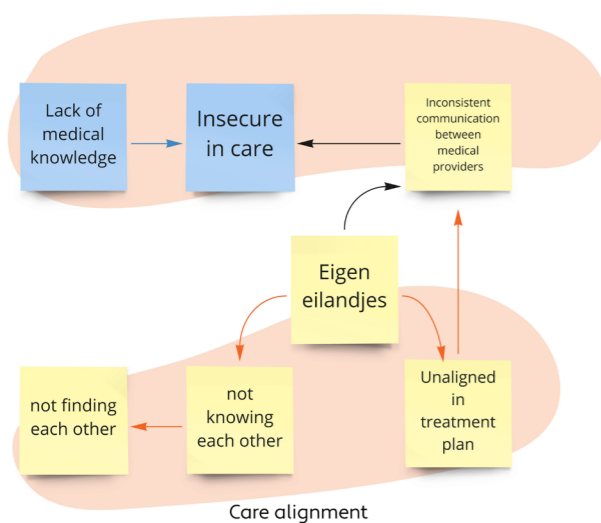 Lack of
medical
knowledge
Insecure
in care
Inconsistent
communication
between
medical
providers
Eigen
eilandjes
not finding
each other
not
knowing
each other
Unaligned
in
treatment
plan
Care alignment